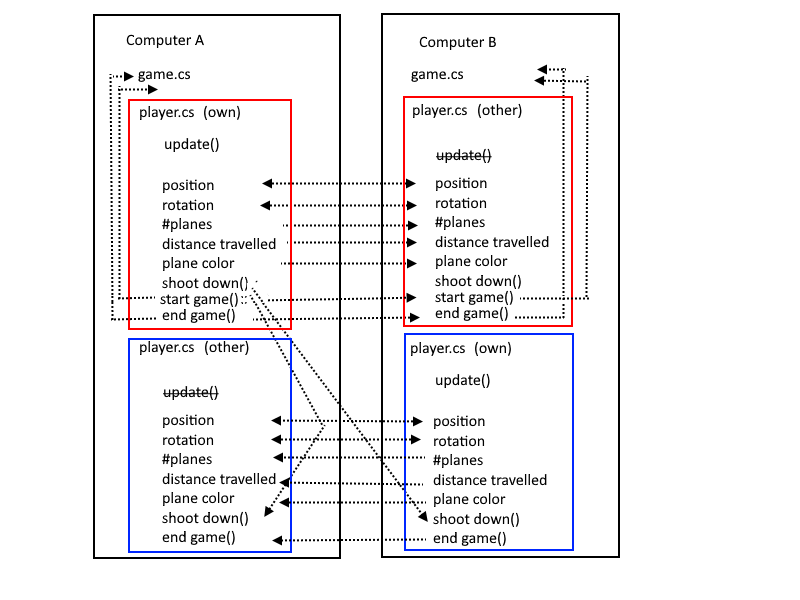 Computer A
game.cs
player.cs (own)
update()
position
rotation
#planes
distance travelled
plane color
shoot down()
start game()
end game()
player.cs (other)
update()
position
rotation
#planes
distance travelled
plane color
shoot down()
end game()
Computer B
game.cs
player.cs (other)
update()
position
rotation
#planes
distance travelled
plane color
shoot down()
start game()
end game()
player.cs (own)
update()
position
rotation
#planes
distance travelled
plane color
shoot down()
end game()